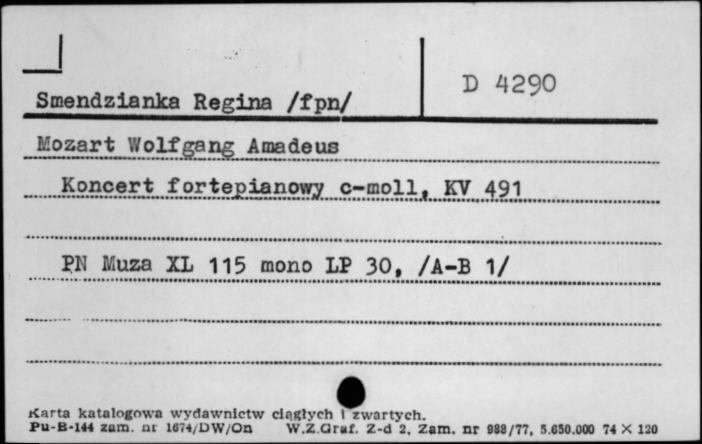 D 4290
Smendzianka Regina /fpn/
Mozart Wolfgang Amadeus
Koncert fortepianowy c-moll, KV 491
PN Muza XL 115 mono LP 30, /A-B 1/
Karta katalogowa wydawnictw ciągłych i zwartych.
Pu-B-144 zam. nr 1674/DW/On W.Z.Graf. Z-d 2, Zam. nr 988/77, 5.650.000 74 × 120